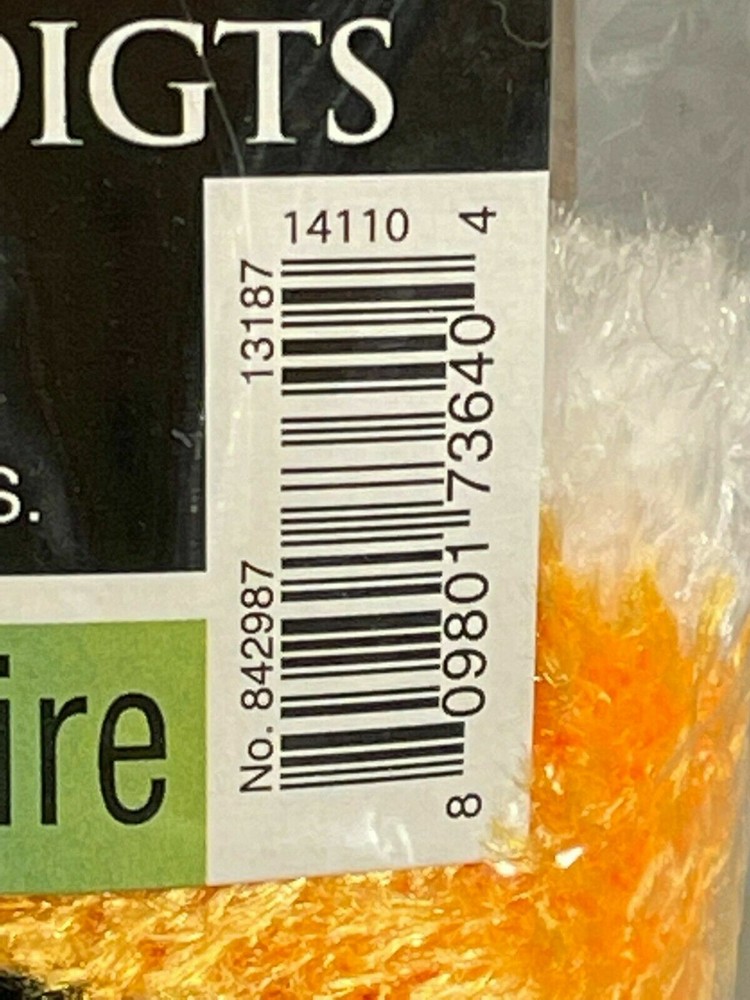 DIGTS
14110
13187
No. 842987
8 09801 73640 4
s.
ire